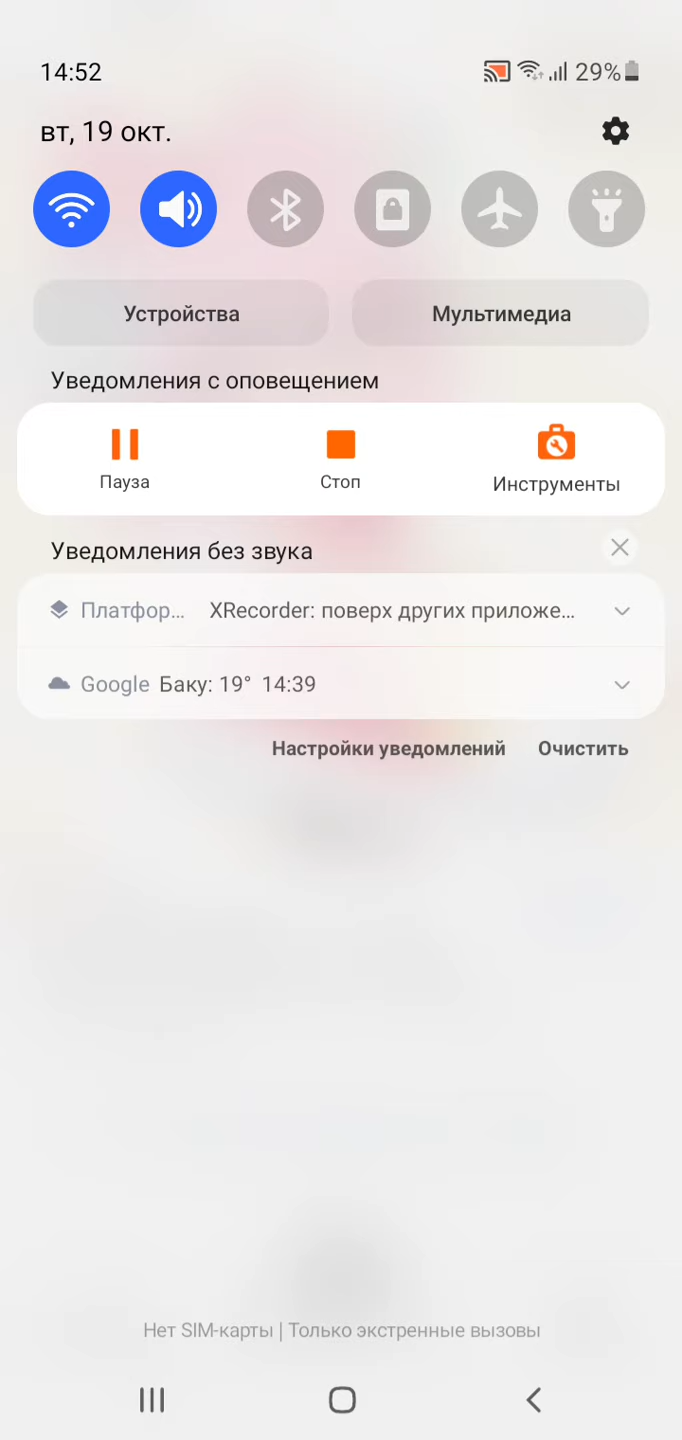 14:52 29%
вт, 19 окт.
Устройства Мультимедиа
Уведомления с оповещением
Пауза Стоп Инструменты
Уведомления без звука
Платфор... XRecorder: поверх других приложе...
Google Баку: 19° 14:39
Настройки уведомлений Очистить
Нет SIM-карты | Только экстренные вызовы